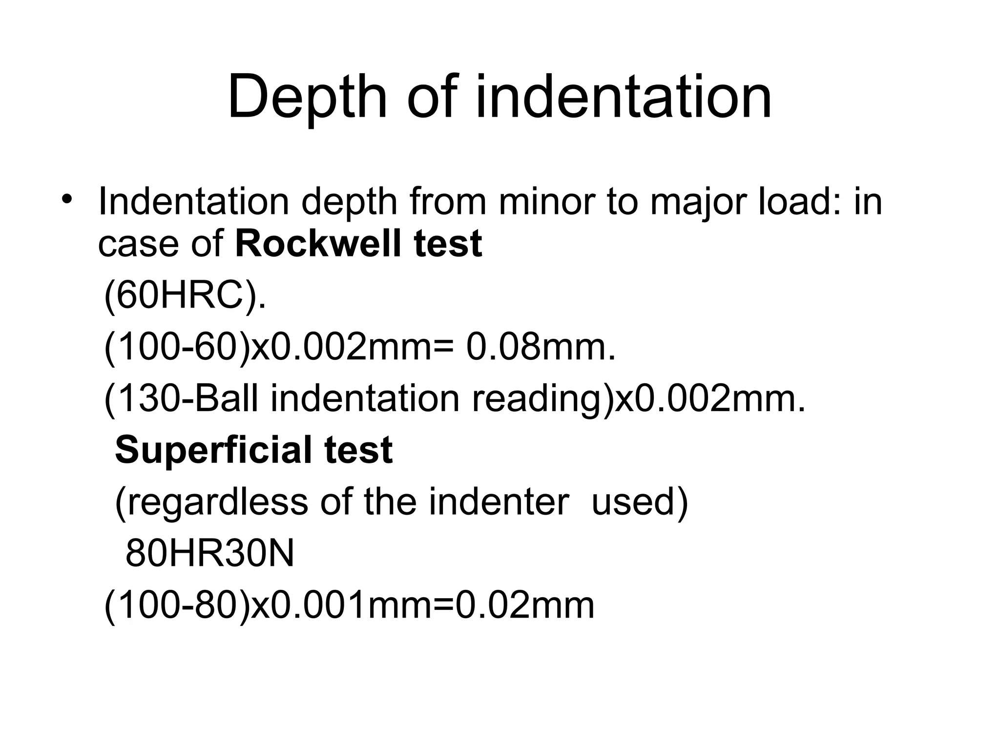 Depth of indentation
• Indentation depth from minor to major load: in
case of Rockwell test
(60HRC).
(100-60)x0.002mm= 0.08mm.
(130-Ball indentation reading)x0.002mm.
Superficial test
(regardless of the indenter  used)
80HR30N
(100-80)x0.001mm=0.02mm